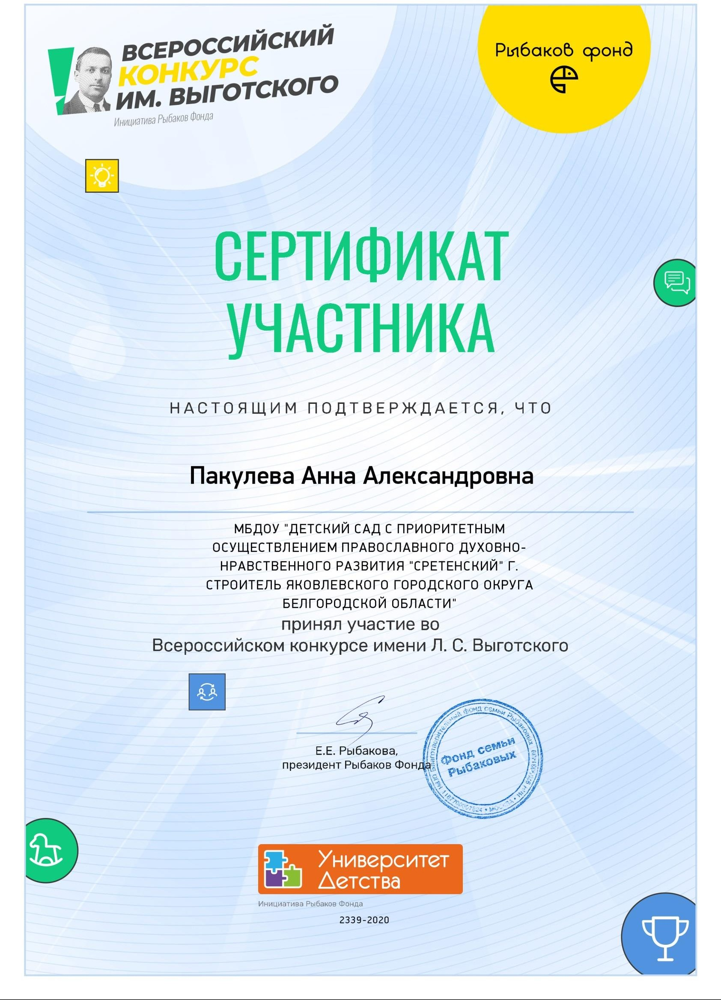 ВСЕРОССИЙСКИЙ
КОНКУРС
ИМ. ВЫГОТСКОГО
Инициатива Рыбаков Фонда
Рыбаков фонд
СЕРТИФИКАТ
УЧАСТНИКА
НАСТОЯЩИМ ПОДТВЕРЖДАЕТСЯ, ЧТО
Пакулева Анна Александровна
МБДОУ "ДЕТСКИЙ САД С ПРИОРИТЕТНЫМ
ОСУЩЕСТВЛЕНИЕМ ПРАВОСЛАВНОГО ДУХОВНО-
НРАВСТВЕННОГО РАЗВИТИЯ "СРЕТЕНСКИЙ" Г.
СТРОИТЕЛЬ ЯКОВЛЕВСКОГО ГОРОДСКОГО ОКРУГА
БЕЛГОРОДСКОЙ ОБЛАСТИ"
принял участие во
Всероссийском конкурсе имени Л. С. Выготского
Е.Е. Рыбакова,
президент Рыбаков Фонда
Благотворительный фонд семьи Рыбаковых
Фонд семьи
Рыбаковых
ОГРН 1187700007824 • МОСКВА • ИНН
Университет
Детства
Инициатива Рыбаков Фонда
2339-2020